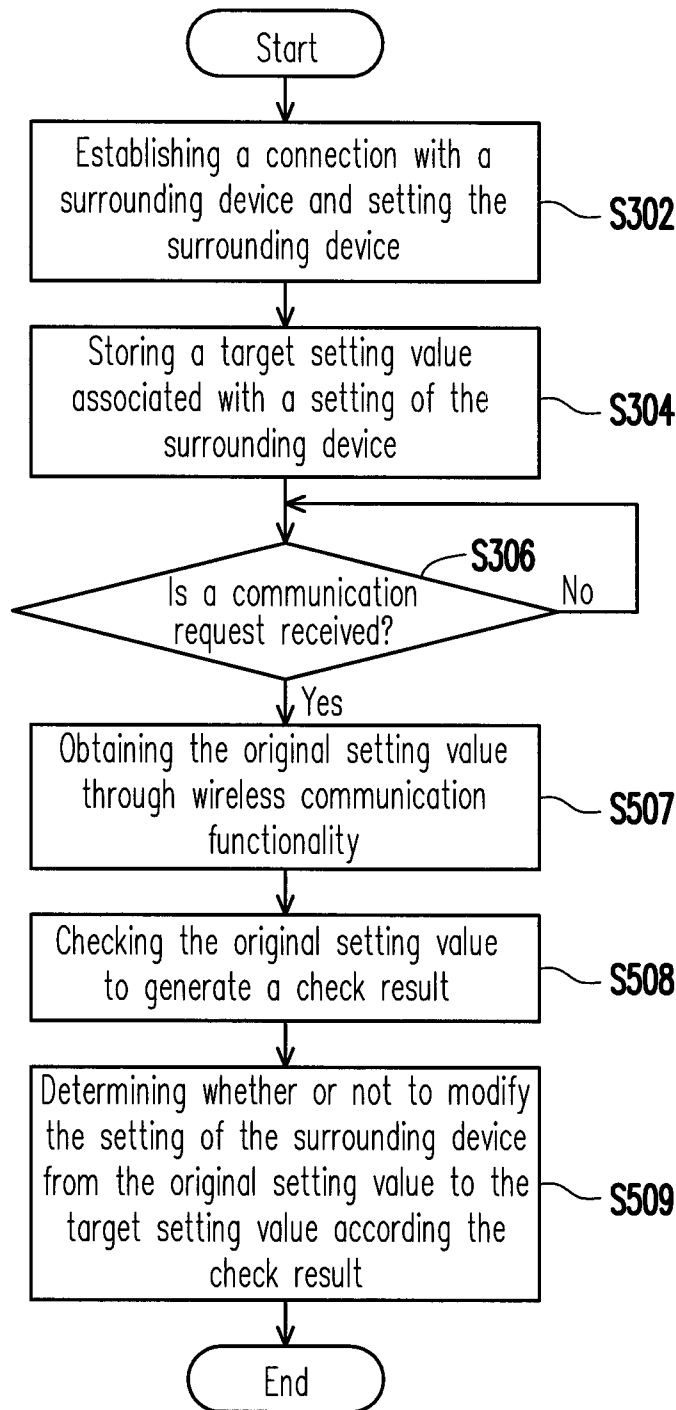 Start
Establishing a connection with a
surrounding device and setting the
surrounding device
S302
Storing a target setting value
associated with a setting of the
surrounding device
S304
S306
Is a communication
request received?
No
Yes
Obtaining the original setting value
through wireless communication
functionality
S507
Checking the original setting value
to generate a check result
S508
Determining whether or not to modify
the setting of the surrounding device
from the original setting value to the
target setting value according the
check result
S509
End